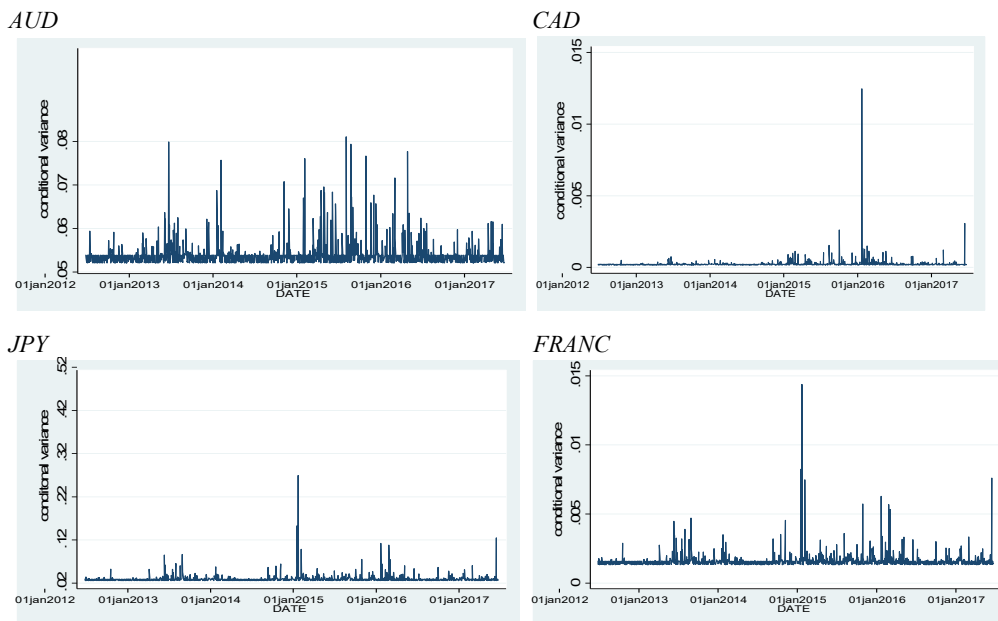 AUD
conditional variance
.08
.07
.06
.05
01jan2012 01jan2013 01jan2014 01jan2015 01jan2016 01jan2017
DATE
CAD
conditional variance
.015
.01
.005
0
01jan2012 01jan2013 01jan2014 01jan2015 01jan2016 01jan2017
DATE
JPY
conditional variance
.52
.42
.32
.22
.12
.02
01jan2012 01jan2013 01jan2014 01jan2015 01jan2016 01jan2017
DATE
FRANC
conditional variance
.015
.01
.005
0
01jan2012 01jan2013 01jan2014 01jan2015 01jan2016 01jan2017
DATE